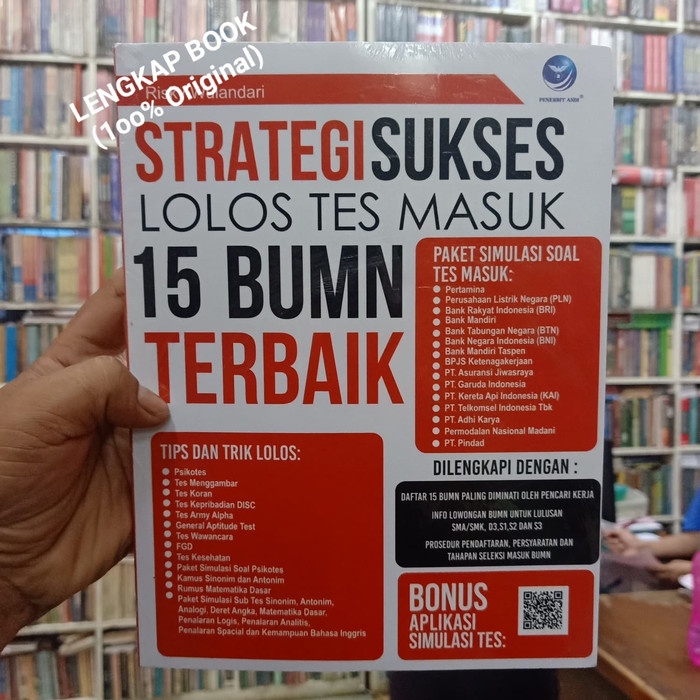 LENGKAP BOOK
(100% Original)
PENERBIT ANDI
STRATEGI SUKSES
LOLOS TES MASUK
15 BUMN
TERBAIK
PAKET SIMULASI SOAL
TES MASUK:
Pertamina
Perusahaan Listrik Negara (PLN)
Bank Rakyat Indonesia (BRI)
Bank Mandiri
Bank Tabungan Negara (BTN)
Bank Negara Indonesia (BNI)
Bank Mandiri Taspen
BPJS Ketenagakerjaan
PT. Asuransi Jiwasraya
PT. Garuda Indonesia
PT. Kereta Api Indonesia (KAI)
PT. Telkomsel Indonesia Tbk
PT. Adhi Karya
Permodalan Nasional Madani
PT. Pindad
TIPS DAN TRIK LOLOS:
Psikotes
Tes Menggambar
Tes Koran
Tes Kepribadian DISC
Tes Army Alpha
General Aptitude Test
Tes Wawancara
FGD
Tes Kesehatan
Paket Simulasi Soal Psikotes
Kamus Sinonim dan Antonim
Rumus Matematika Dasar
Paket Simulasi Sub Tes Sinonim, Antonim,
Analogi, Deret Angka, Matematika Dasar,
Penalaran Logis, Penalaran Analitis,
Penalaran Spacial dan Kemampuan Bahasa Inggris
DILENGKAPI DENGAN :
DAFTAR 15 BUMN PALING DIMINATI OLEH PENCARI KERJA
INFO LOWONGAN BUMN UNTUK LULUSAN
SMA/SMK, D3,S1,S2 DAN S3
PROSEDUR PENDAFTARAN, PERSYARATAN DAN
TAHAPAN SELEKSI MASUK BUMN
BONUS
APLIKASI
SIMULASI TES: